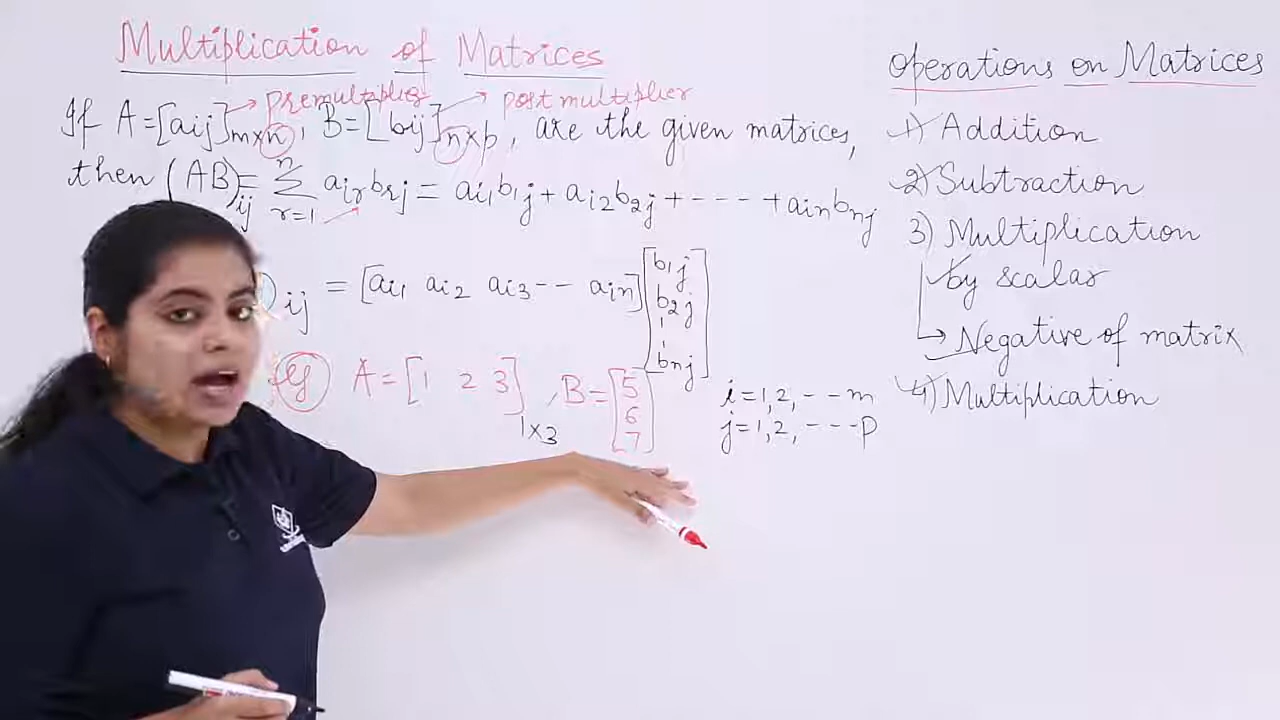 Multiplication of Matrices
premultiplier post multiplier
If A = [aij]m×n, B = [bij]n×p, are the given matrices,
then (AB)ij = n∑r=1 air brj = ai1b1j + ai2b2j + ---- + ainbnj
ij = [ai1 ai2 ai3 -- ain] [b1j b2j ¦ bnj]
eg A = [1 2 3]1×3, B = [5 6 7]
i = 1,2, --- m
j = 1,2, ---- p
operations on Matrices
1) Addition
2) Subtraction
3) Multiplication
by scalar
→ Negative of matrix
4) Multiplication